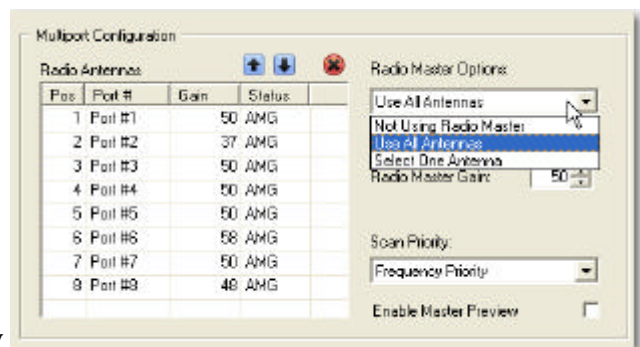 Multiport Configuration
Radio Antennas
Pos Port # Gain Status
1 Port #1 50 AMG
2 Port #2 37 AMG
3 Port #3 50 AMG
4 Port #4 50 AMG
5 Port #5 50 AMG
6 Port #6 58 AMG
7 Port #7 50 AMG
8 Port #8 48 AMG
Radio Master Options:
Use All Antennas
Not Using Radio Master
Use All Antennas
Select One Antenna
Radio Master Gain: 50
Scan Priority:
Frequency Priority
Enable Master Preview